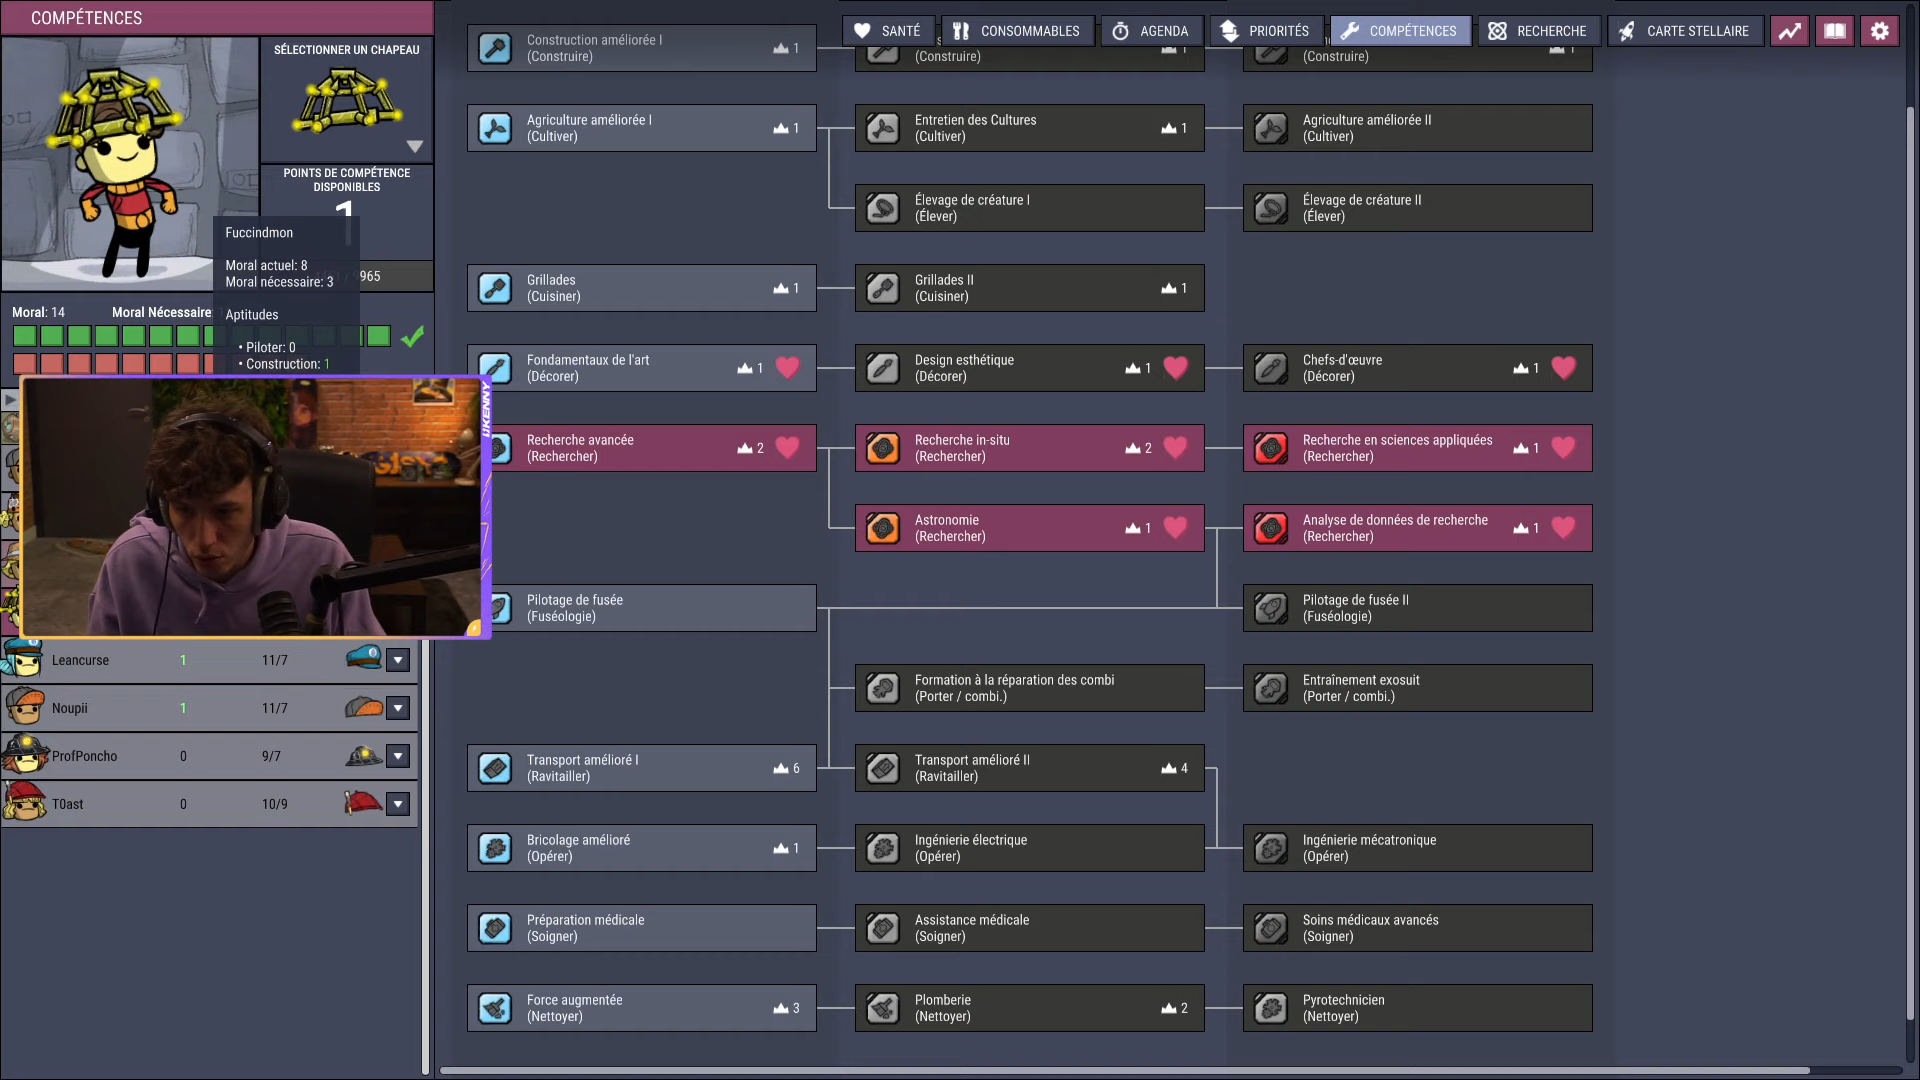 COMPÉTENCES
SANTÉ
CONSOMMABLES
AGENDA
PRIORITÉS
COMPÉTENCES
RECHERCHE
CARTE STELLAIRE
SÉLECTIONNER UN CHAPEAU
POINTS DE COMPÉTENCE
DISPONIBLES
1
965
Fuccindmon
Moral actuel: 8
Moral nécessaire: 3
Aptitudes
• Piloter: 0
• Construction: 1
Moral: 14
Moral Nécessaire:
KENNY
Leancurse
1
11/7
Noupii
1
11/7
ProfPoncho
0
9/7
T0ast
0
10/9
Construction améliorée I
(Construire)
1
(Construire)
1
(Construire)
1
Agriculture améliorée I
(Cultiver)
1
Entretien des Cultures
(Cultiver)
1
Agriculture améliorée II
(Cultiver)
Élevage de créature I
(Élever)
Élevage de créature II
(Élever)
Grillades
(Cuisiner)
1
Grillades II
(Cuisiner)
1
Fondamentaux de l'art
(Décorer)
1
Design esthétique
(Décorer)
1
Chefs-d'œuvre
(Décorer)
1
Recherche avancée
(Rechercher)
2
Recherche in-situ
(Rechercher)
2
Recherche en sciences appliquées
(Rechercher)
1
Astronomie
(Rechercher)
1
Analyse de données de recherche
(Rechercher)
1
Pilotage de fusée
(Fuséologie)
Pilotage de fusée II
(Fuséologie)
Formation à la réparation des combi
(Porter / combi.)
Entraînement exosuit
(Porter / combi.)
Transport amélioré I
(Ravitailler)
6
Transport amélioré II
(Ravitailler)
4
Bricolage amélioré
(Opérer)
1
Ingénierie électrique
(Opérer)
Ingénierie mécatronique
(Opérer)
Préparation médicale
(Soigner)
Assistance médicale
(Soigner)
Soins médicaux avancés
(Soigner)
Force augmentée
(Nettoyer)
3
Plomberie
(Nettoyer)
2
Pyrotechnicien
(Nettoyer)